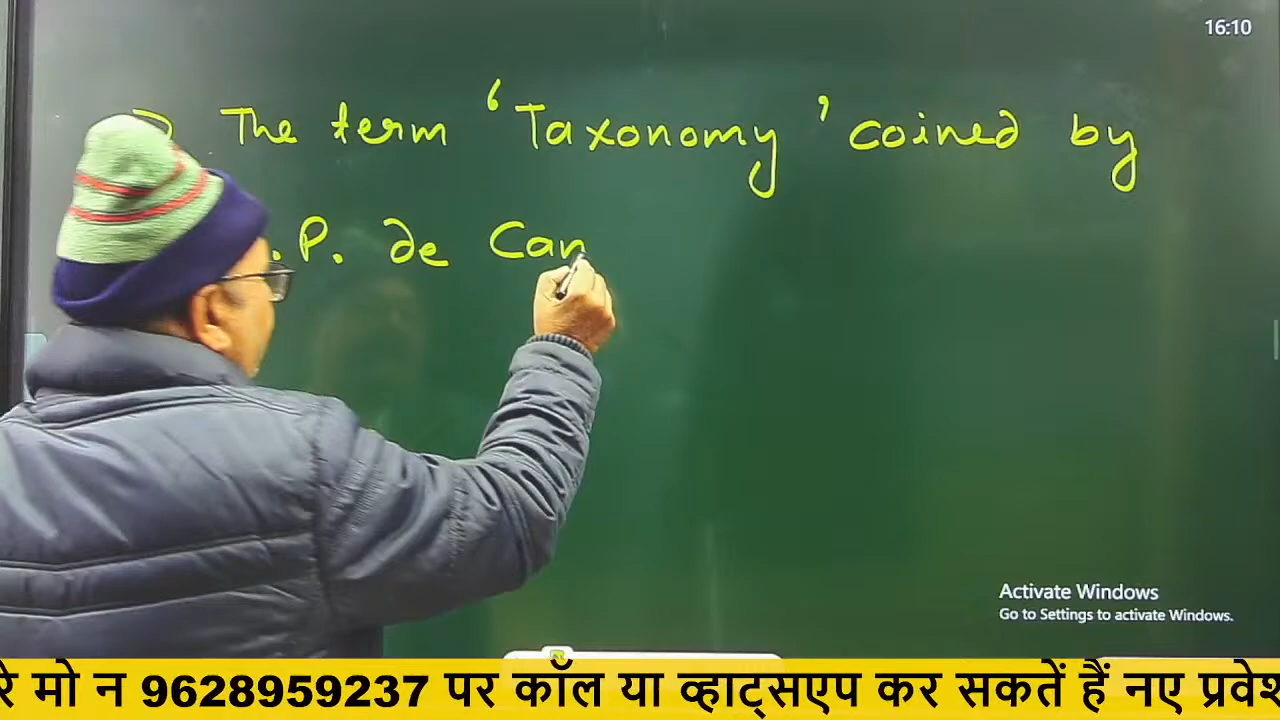 16:10
The term 'Taxonomy' coined by
.P. de Can
Activate Windows
Go to Settings to activate Windows.
रे मो न 9628959237 पर कॉल या व्हाट्सएप कर सकतें हैं नए प्रवेश